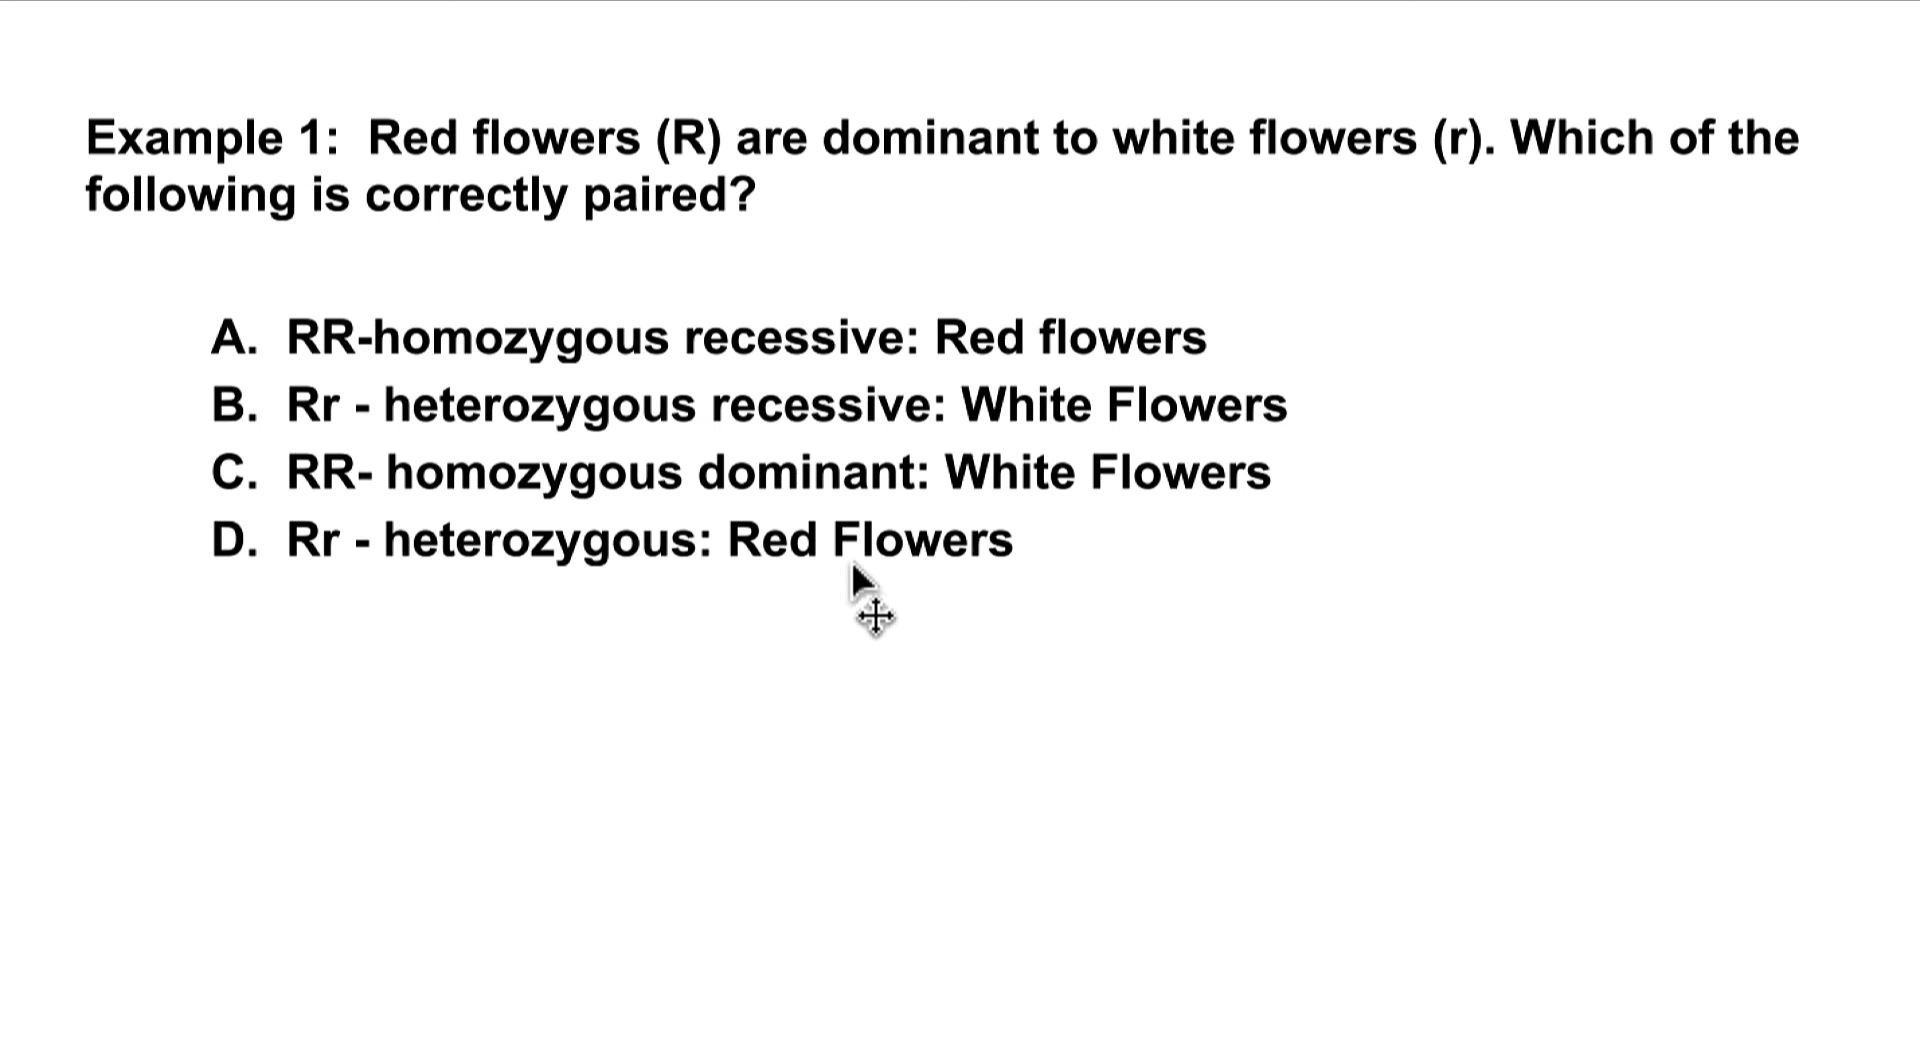 Example 1:  Red flowers (R) are dominant to white flowers (r). Which of the
following is correctly paired?
A. RR-homozygous recessive: Red flowers
B. Rr - heterozygous recessive: White Flowers
C. RR- homozygous dominant: White Flowers
D. Rr - heterozygous: Red Flowers